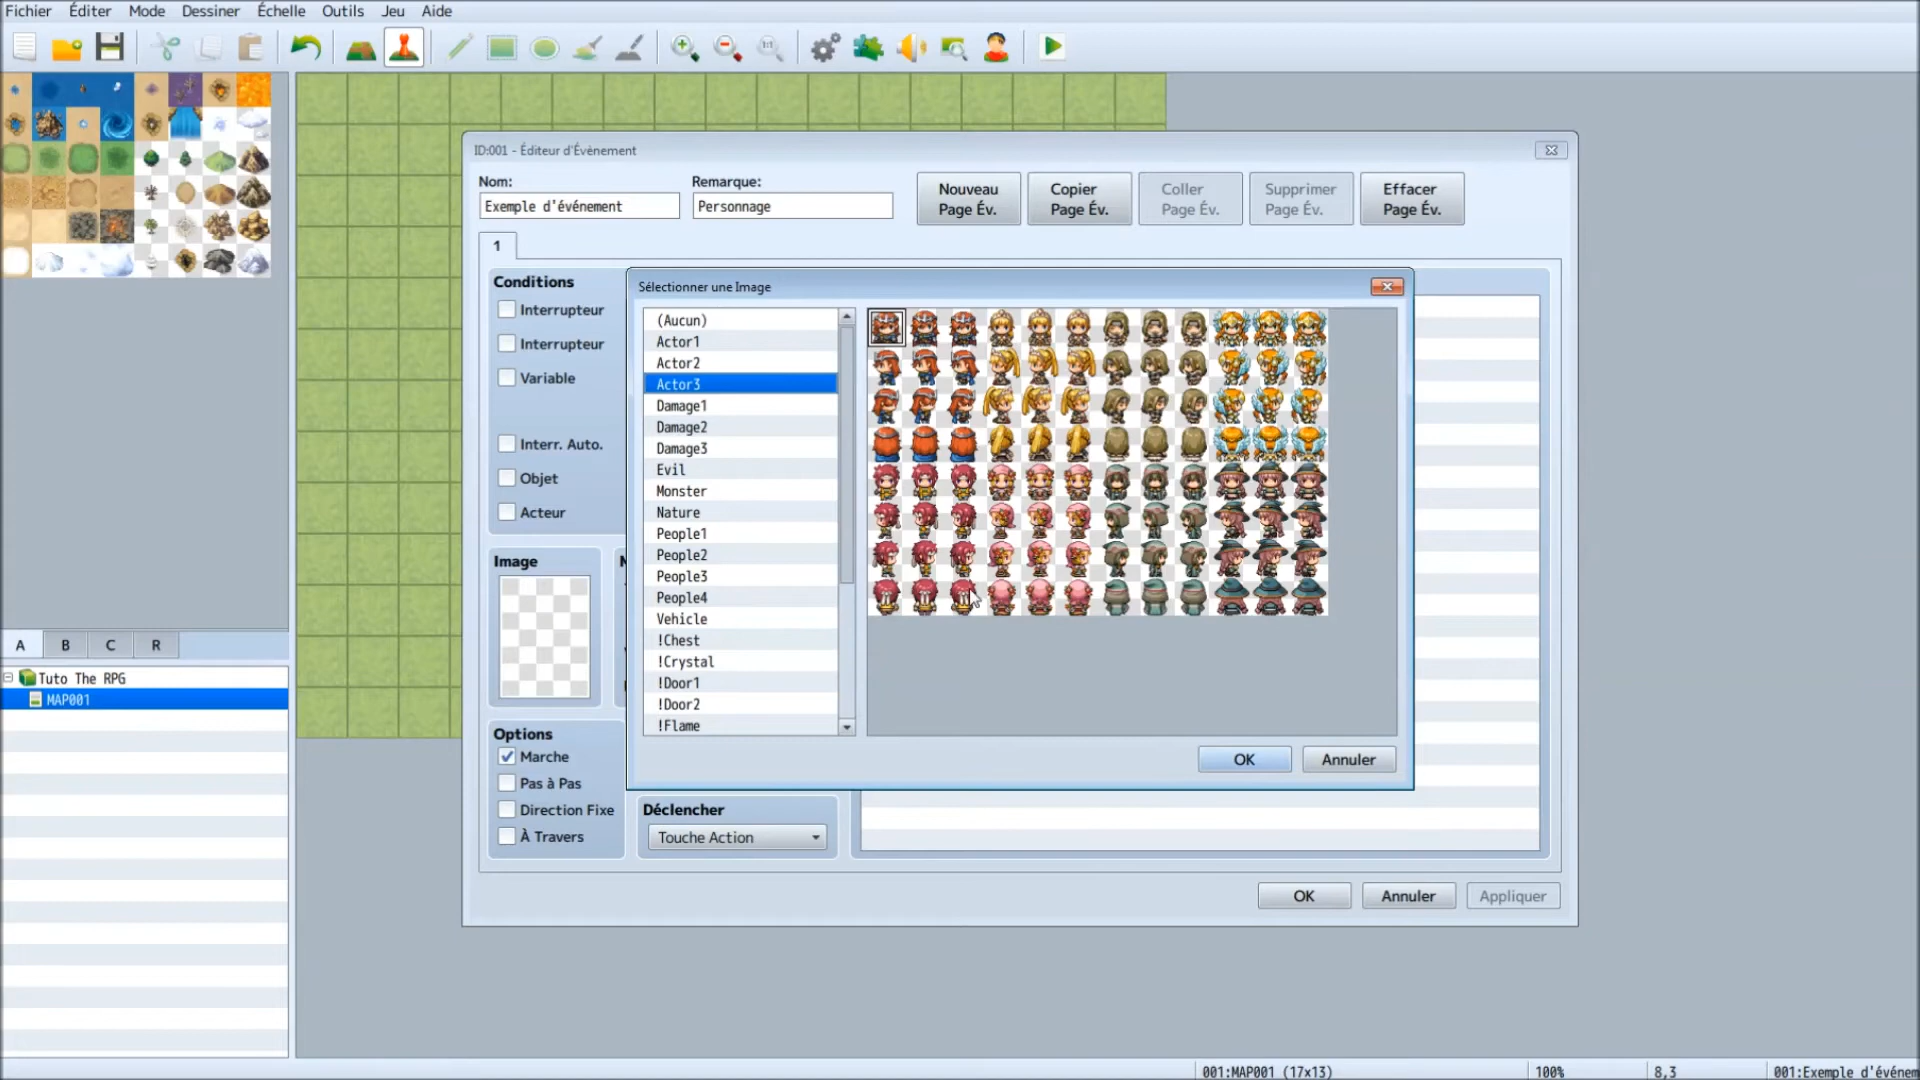 Fichier Éditer Mode Dessiner Échelle Outils Jeu Aide
ID:001 - Éditeur d'Évènement
Nom:
Remarque:
Exemple d'événement
Personnage
Nouveau
Page Év.
Copier
Page Év.
Coller
Page Év.
Supprimer
Page Év.
Effacer
Page Év.
1
Conditions
Interrupteur
Interrupteur
Variable
Interr. Auto.
Objet
Acteur
Image
Options
Marche
Pas à Pas
Direction Fixe
À Travers
Sélectionner une Image
(Aucun)
Actor1
Actor2
Actor3
Damage1
Damage2
Damage3
Evil
Monster
Nature
People1
People2
People3
People4
Vehicle
!Chest
!Crystal
!Door1
!Door2
!Flame
OK
Annuler
Déclencher
Touche Action
OK
Annuler
Appliquer
A B C R
Tuto The RPG
MAP001
001:MAP001 (17x13)
100%
8,3
001:Exemple d'événem